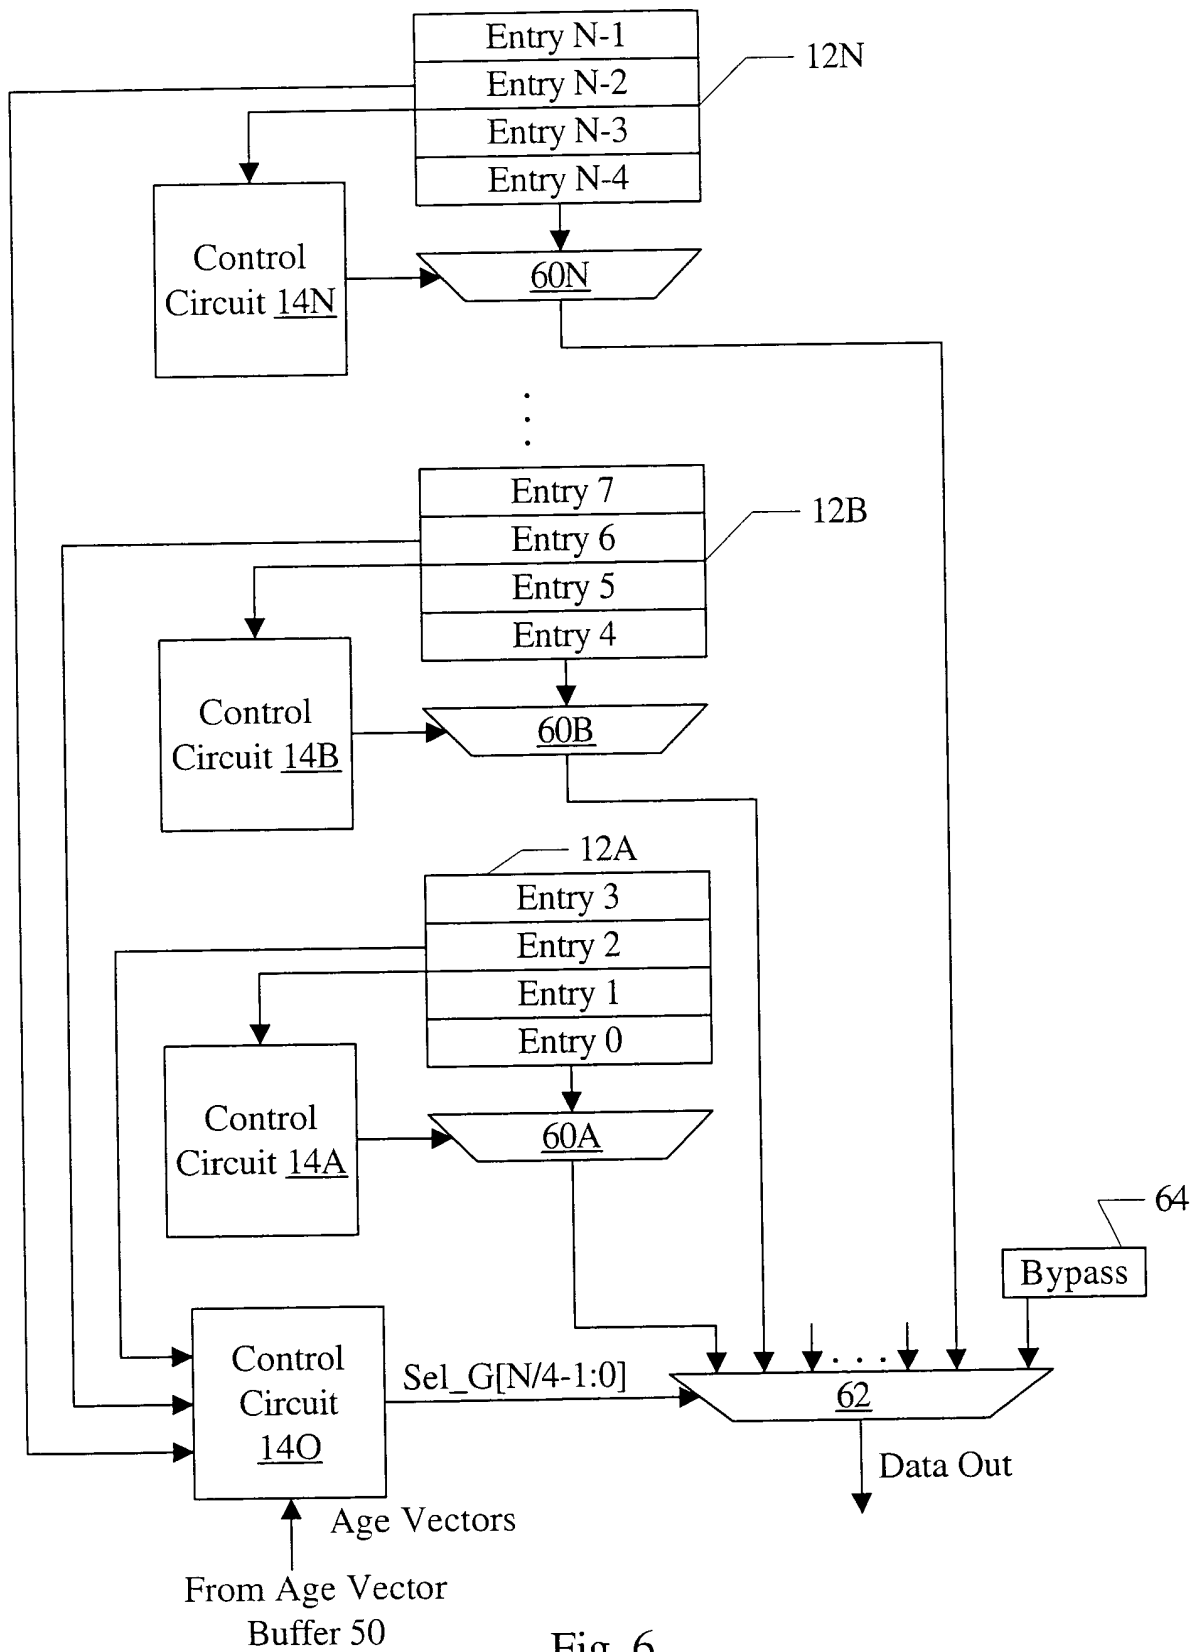 Entry N-1
12N
Entry N-2
Entry N-3
Entry N-4
Control
Circuit 14N
60N
.
.
.
Entry 7
12B
Entry 6
Entry 5
Entry 4
Control
Circuit 14B
60B
12A
Entry 3
Entry 2
Entry 1
Entry 0
Control
Circuit 14A
60A
64
Bypass
Control
Circuit
14O
Sel_G[N/4-1:0]
. . .
62
Data Out
Age Vectors
From Age Vector
Buffer 50
Fig. 6